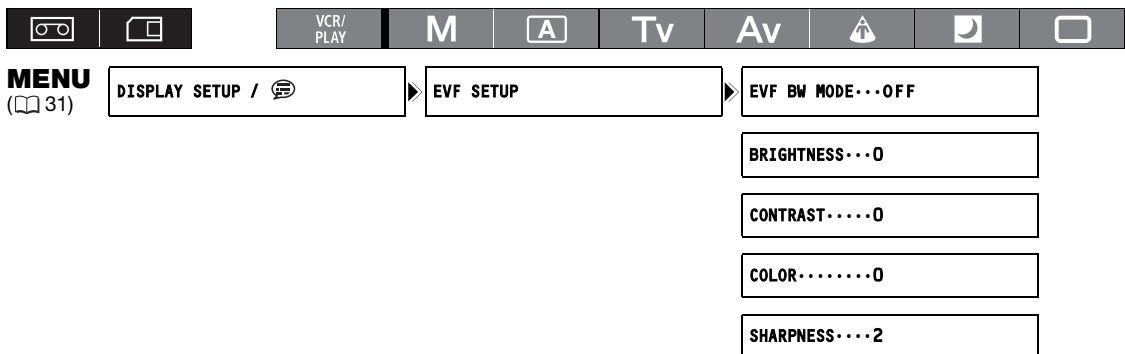 VCR/
PLAY
M A Tv Av
MENU
(31)
DISPLAY SETUP /
EVF SETUP
EVF BW MODE···OFF
BRIGHTNESS···0
CONTRAST·····0
COLOR········0
SHARPNESS····2